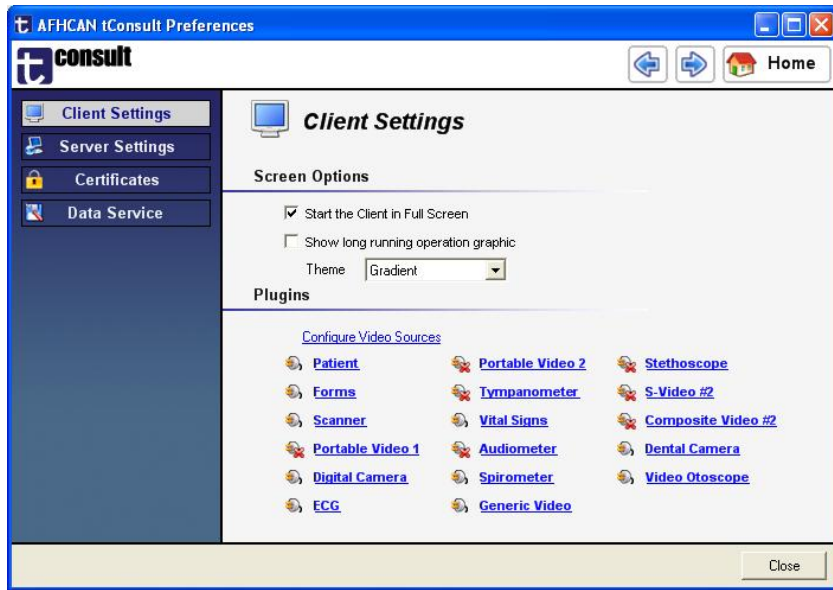 AFHCAN tConsult Preferences
t consult
Home
Client Settings
Server Settings
Certificates
Data Service
Client Settings
Screen Options
Start the Client in Full Screen
Show long running operation graphic
Theme Gradient
Plugins
Configure Video Sources
Patient Portable Video 2 Stethoscope
Forms Tympanometer S-Video #2
Scanner Vital Signs Composite Video #2
Portable Video 1 Audiometer Dental Camera
Digital Camera Spirometer Video Otoscope
ECG Generic Video
Close